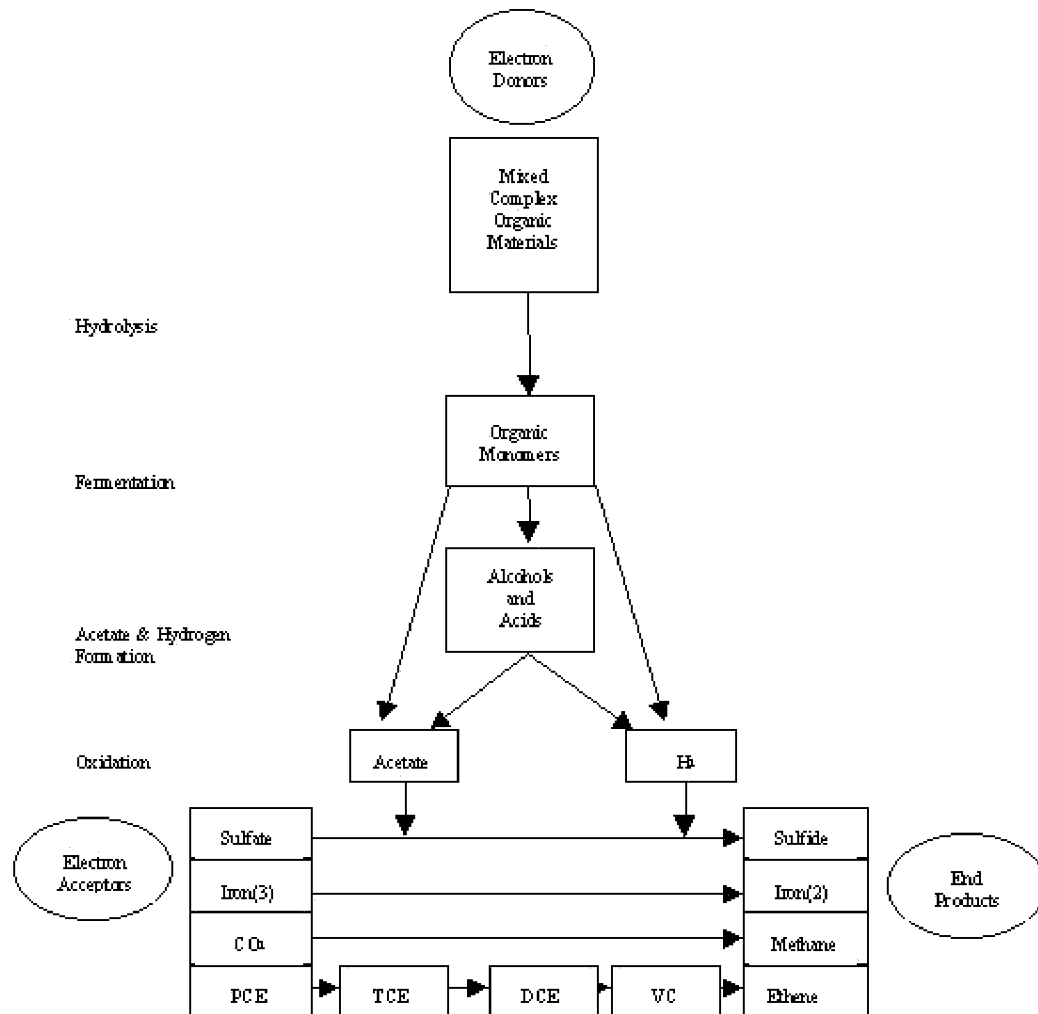 Electron
Donors
Mixed
Complex
Organic
Materials
Hydrolysis
Organic
Monomers
Fermentation
Alcohols
and
Acids
Acetate & Hydrogen
Formation
Oxidation
Acetate
Electron
Acceptors
Sulfate
Sulfide
End
Products
Iron(3)
Iron(2)
Methane
PCE
TCE
DCE
VC
Ethene